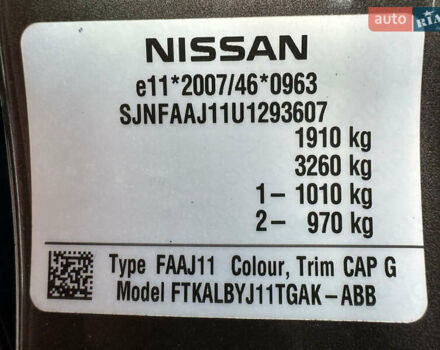 auto RIA
NISSAN
e11*2007/46*0963
SJNFAAJ11U1293607
1910 kg
3260 kg
1– 1010 kg
2– 970 kg
Type FAAJ11 Colour, Trim CAP G
Model FTKALBYJ11TGAK–ABB